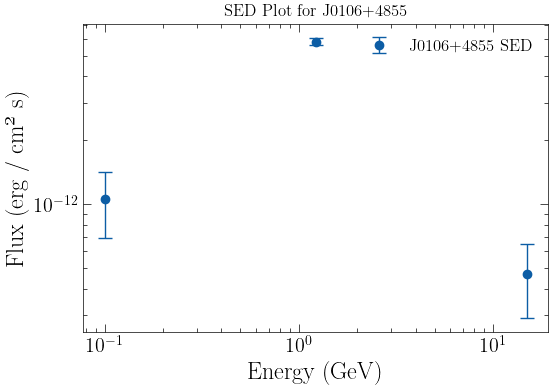 SED Plot for J0106+4855
J0106+4855 SED
Flux (erg / cm² s)
10⁻¹²
10⁻¹ 10⁰ 10¹
Energy (GeV)